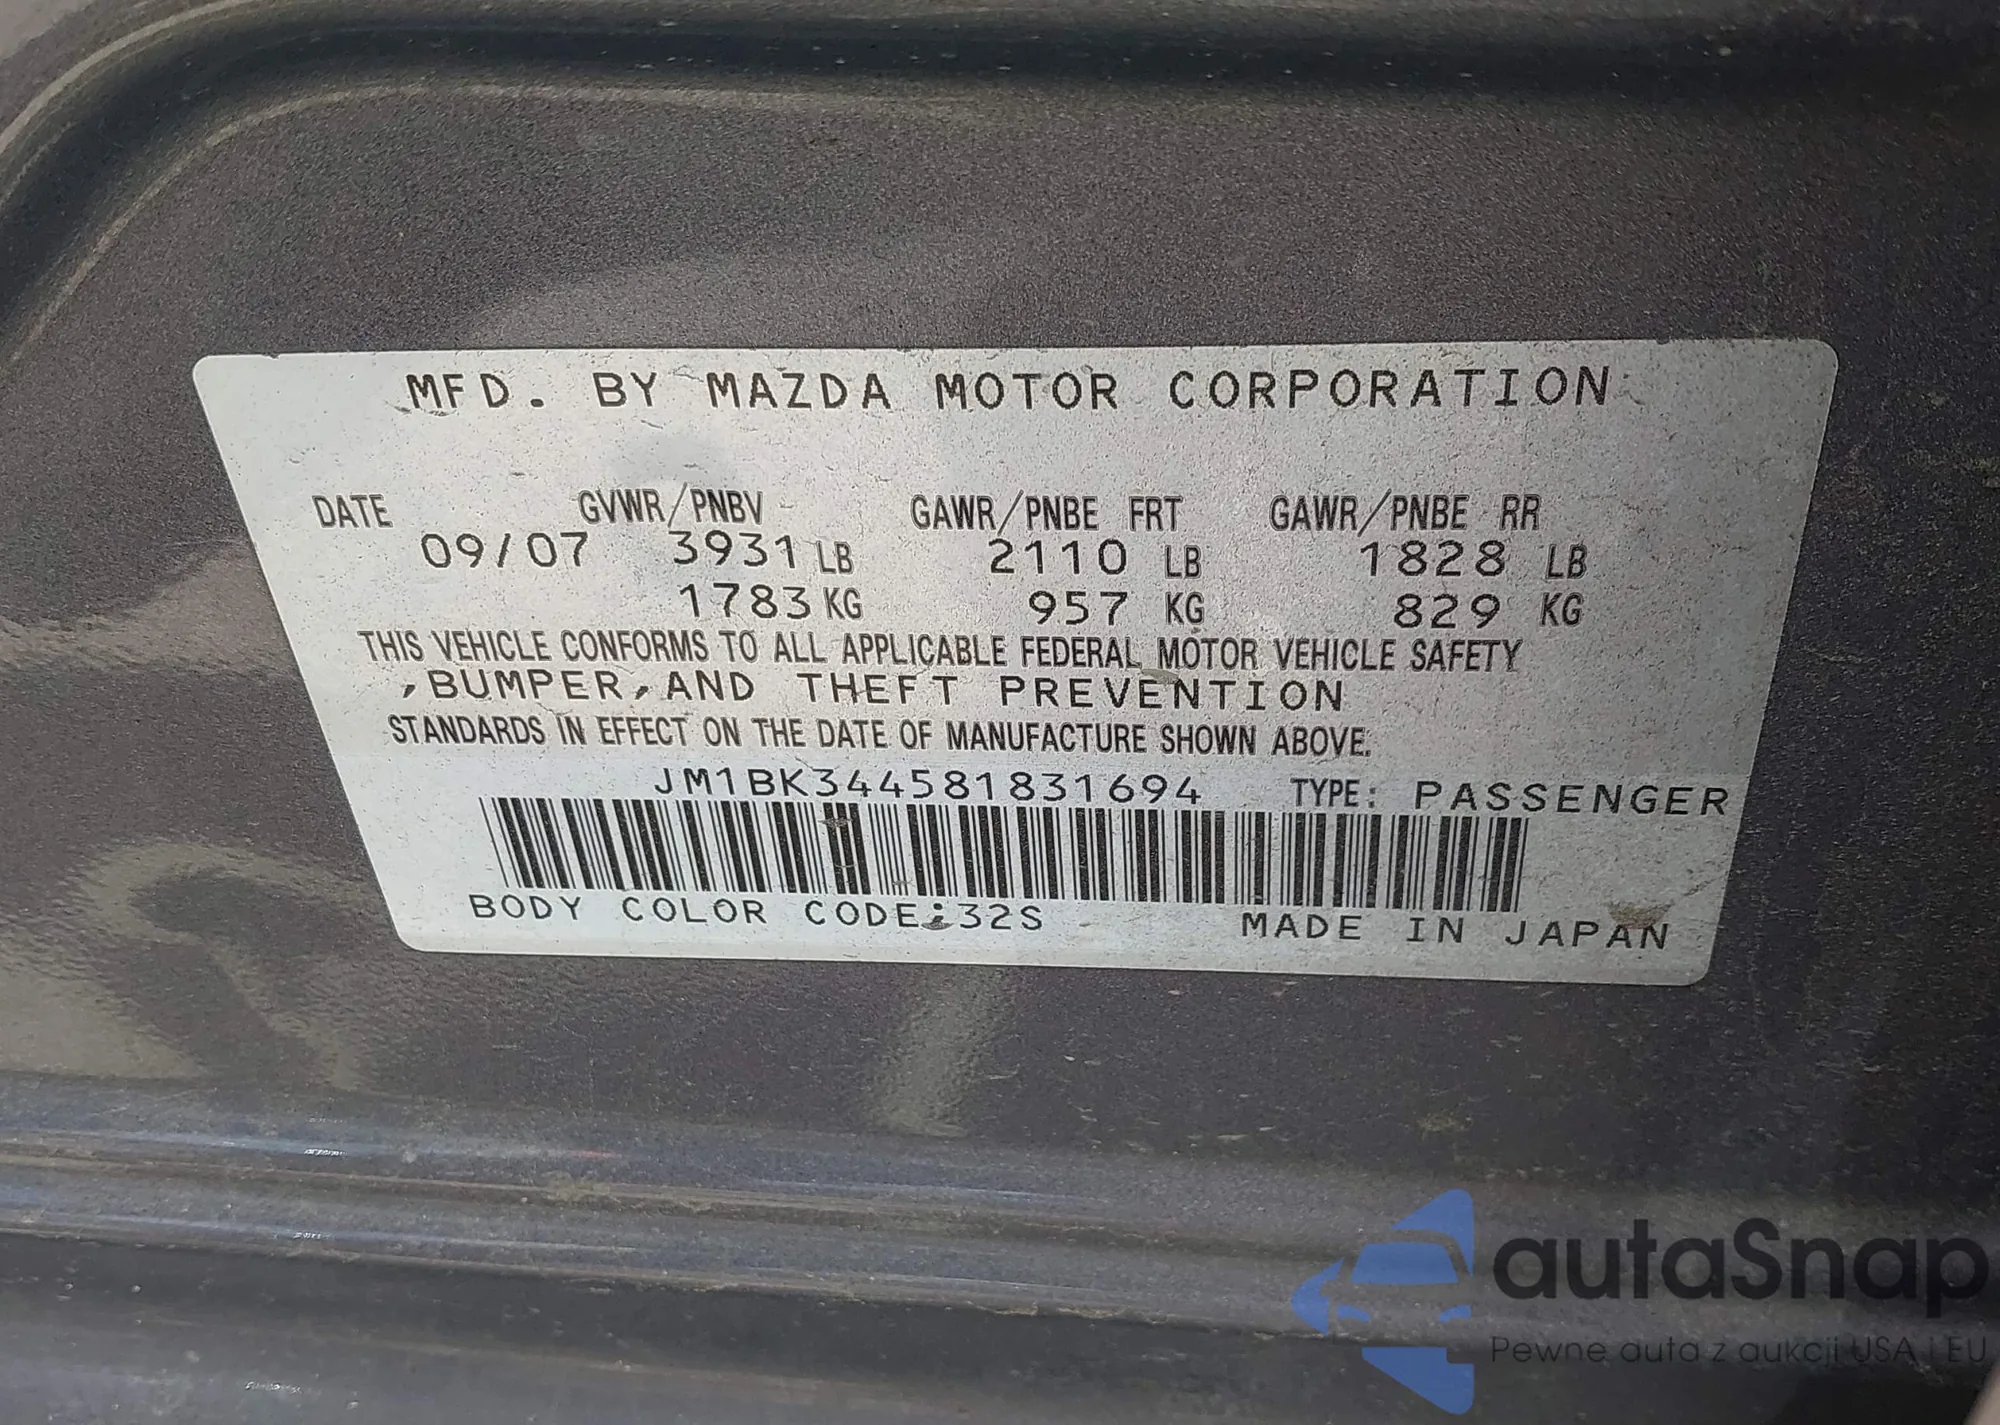 MFD. BY MAZDA MOTOR CORPORATION
DATE GVWR/PNBV GAWR/PNBE FRT GAWR/PNBE RR
09/07 3931 LB 2110 LB 1828 LB
1783 KG 957 KG 829 KG
THIS VEHICLE CONFORMS TO ALL APPLICABLE FEDERAL MOTOR VEHICLE SAFETY
,BUMPER,AND THEFT PREVENTION
STANDARDS IN EFFECT ON THE DATE OF MANUFACTURE SHOWN ABOVE.
JM1BK344581831694 TYPE: PASSENGER
BODY COLOR CODE:32S MADE IN JAPAN
autaSnap
Pewne auta z aukcji USA i EU